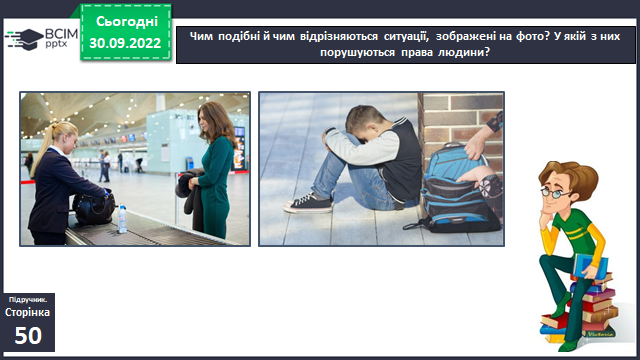 ВСІМ
pptx
Сьогодні
30.09.2022
Чим подібні й чим відрізняються ситуації, зображені на фото? У якій з них
порушуються права людини?
Підручник.
Сторінка
50